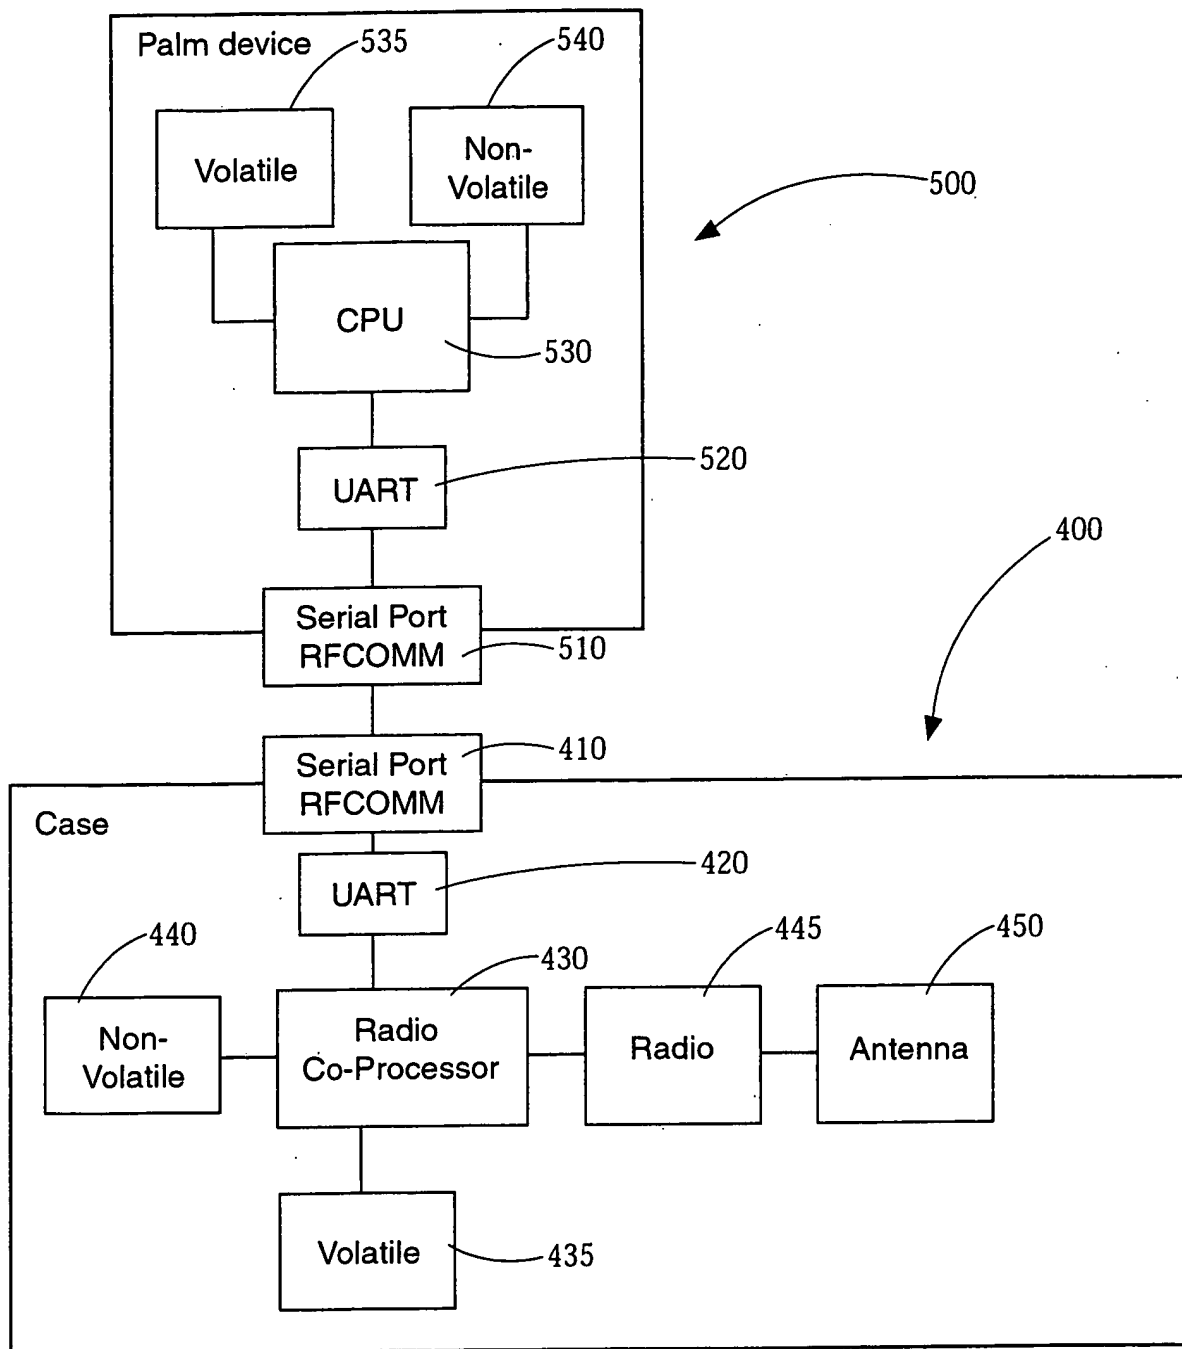 Palm device
535
540
Volatile
Non-
Volatile
500
CPU
530
UART
520
400
Serial Port
RFCOMM
510
Serial Port
RFCOMM
410
Case
UART
420
440
430
445
450
Non-
Volatile
Radio
Co-Processor
Radio
Antenna
Volatile
435